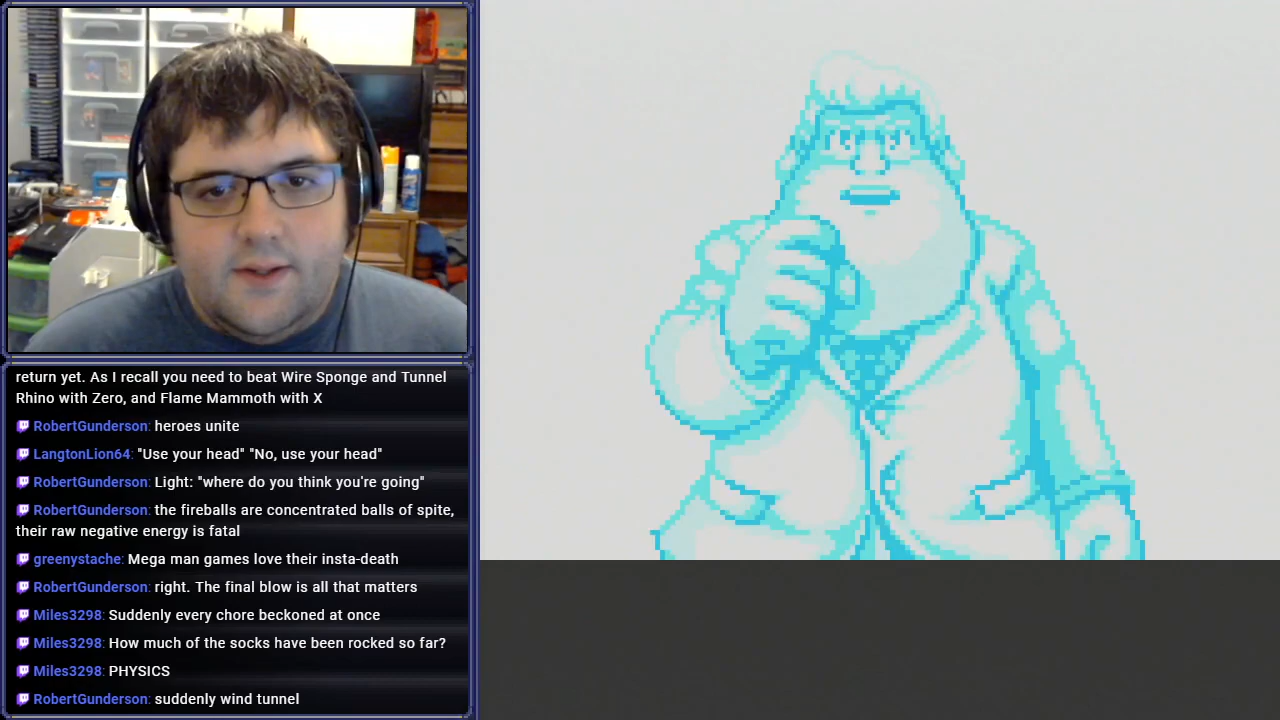 return yet. As I recall you need to beat Wire Sponge and Tunnel
Rhino with Zero, and Flame Mammoth with X
RobertGunderson: heroes unite
LangtonLion64: "Use your head" "No, use your head"
RobertGunderson: Light: "where do you think you're going"
RobertGunderson: the fireballs are concentrated balls of spite,
their raw negative energy is fatal
greenystache: Mega man games love their insta-death
RobertGunderson: right. The final blow is all that matters
Miles3298: Suddenly every chore beckoned at once
Miles3298: How much of the socks have been rocked so far?
Miles3298: PHYSICS
RobertGunderson: suddenly wind tunnel